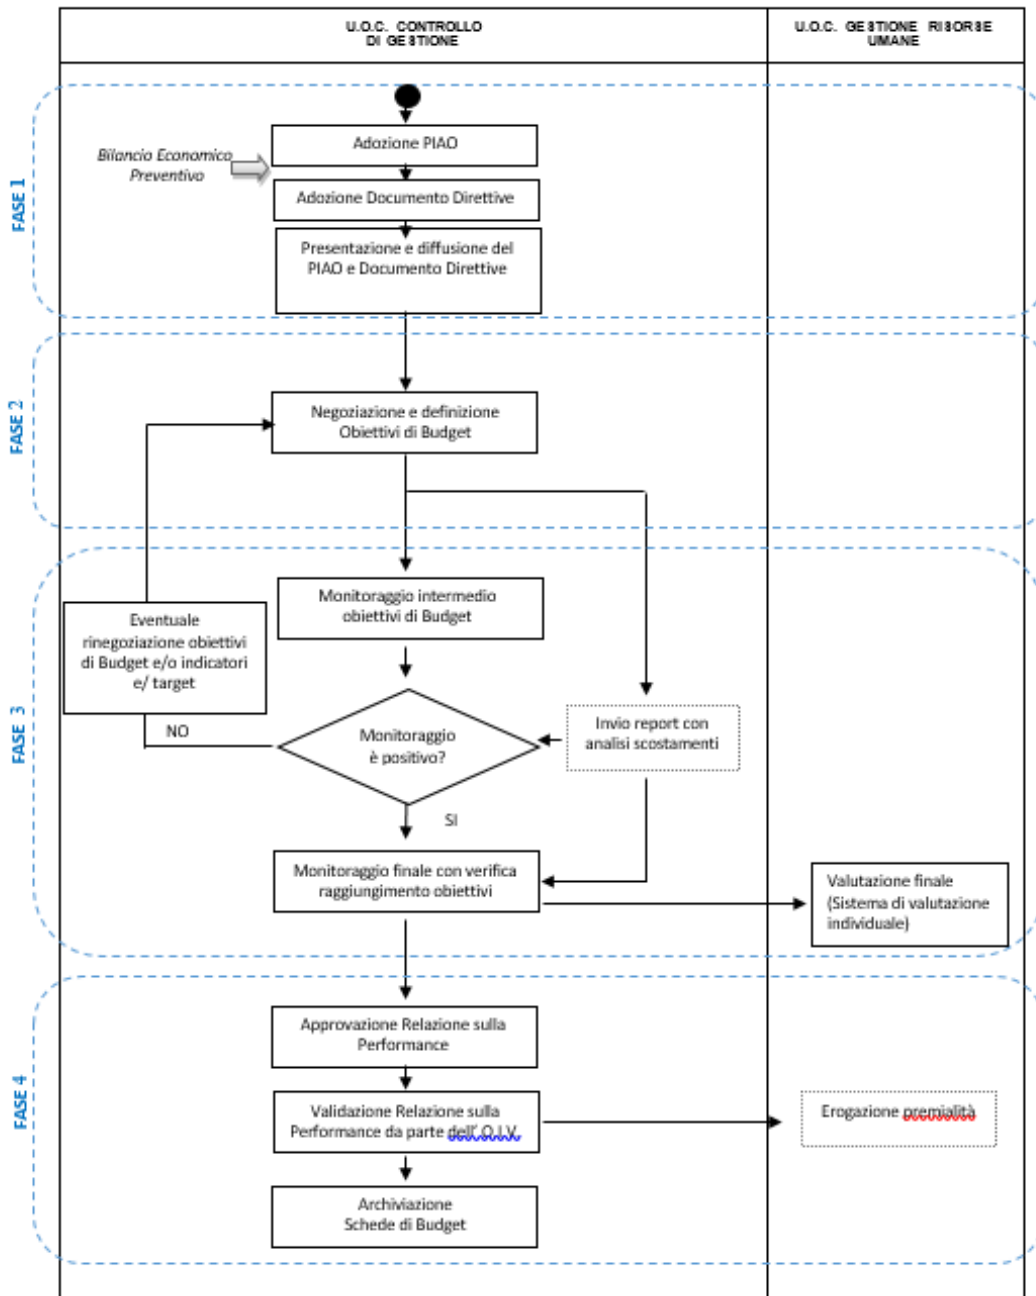 U.O.C. CONTROLLO
DI GESTIONE
U.O.C. GESTIONE RISORSE
UMANE
FASE 1
Bilancio Economico
Preventivo
Adozione PIAO
Adozione Documento Direttive
Presentazione e diffusione del
PIAO e Documento Direttive
FASE 2
Negoziazione e definizione
Obiettivi di Budget
FASE 3
Monitoraggio intermedio
obiettivi di Budget
Eventuale
rinegoziazione obiettivi
di Budget e/o indicatori
e/ target
NO
Monitoraggio
è positivo?
Invio report con
analisi scostamenti
SI
Monitoraggio finale con verifica
raggiungimento obiettivi
Valutazione finale
(Sistema di valutazione
individuale)
FASE 4
Approvazione Relazione sulla
Performance
Validazione Relazione sulla
Performance da parte dell' O.I.V.
Erogazione premialità
Archiviazione
Schede di Budget